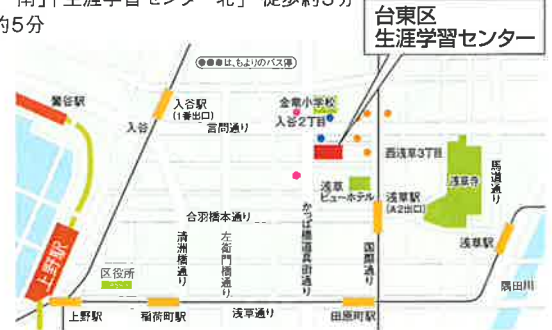 南」「生涯学習センター北」 徒歩約3分
約5分
台東区
生涯学習センター
●●●は、もよりのバス停
鶯谷駅
入谷駅
(1番出口)
入谷
言問通り
金竜小学校
入谷2丁目
西浅草3丁目
浅草寺
馬道通り
浅草
ビューホテル
浅草駅
(A2出口)
合羽橋本通り
清洲橋通り
左衛門橋通り
かっぱ橋道具街通り
国際通り
浅草駅
隅田川
上野駅
区役所
上野駅
稲荷町駅
浅草通り
田原町駅